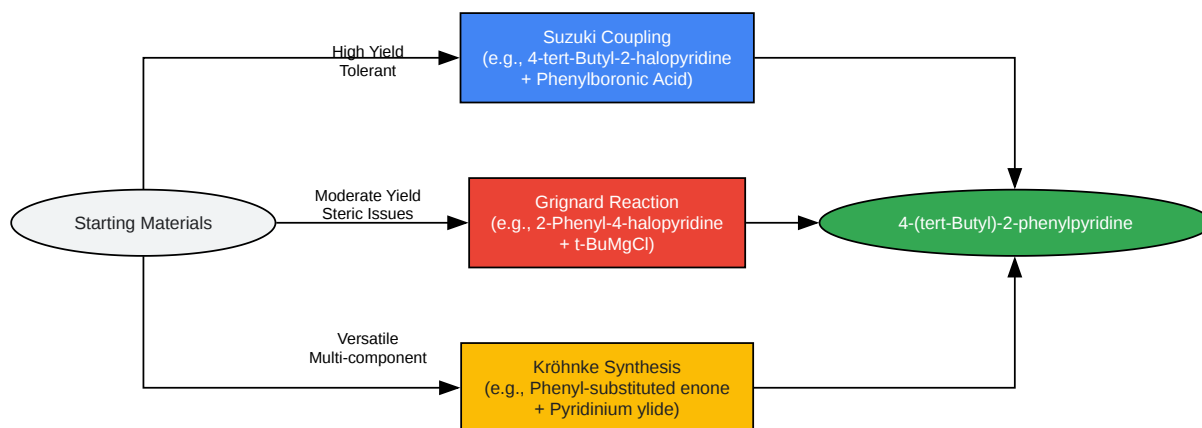 High Yield
Tolerant
Suzuki Coupling
(e.g., 4-tert-Butyl-2-halopyridine
+ Phenylboronic Acid)
Starting Materials
Moderate Yield
Steric Issues
Grignard Reaction
(e.g., 2-Phenyl-4-halopyridine
+ t-BuMgCl)
4-(tert-Butyl)-2-phenylpyridine
Versatile
Multi-component
Kröhnke Synthesis
(e.g., Phenyl-substituted enone
+ Pyridinium ylide)